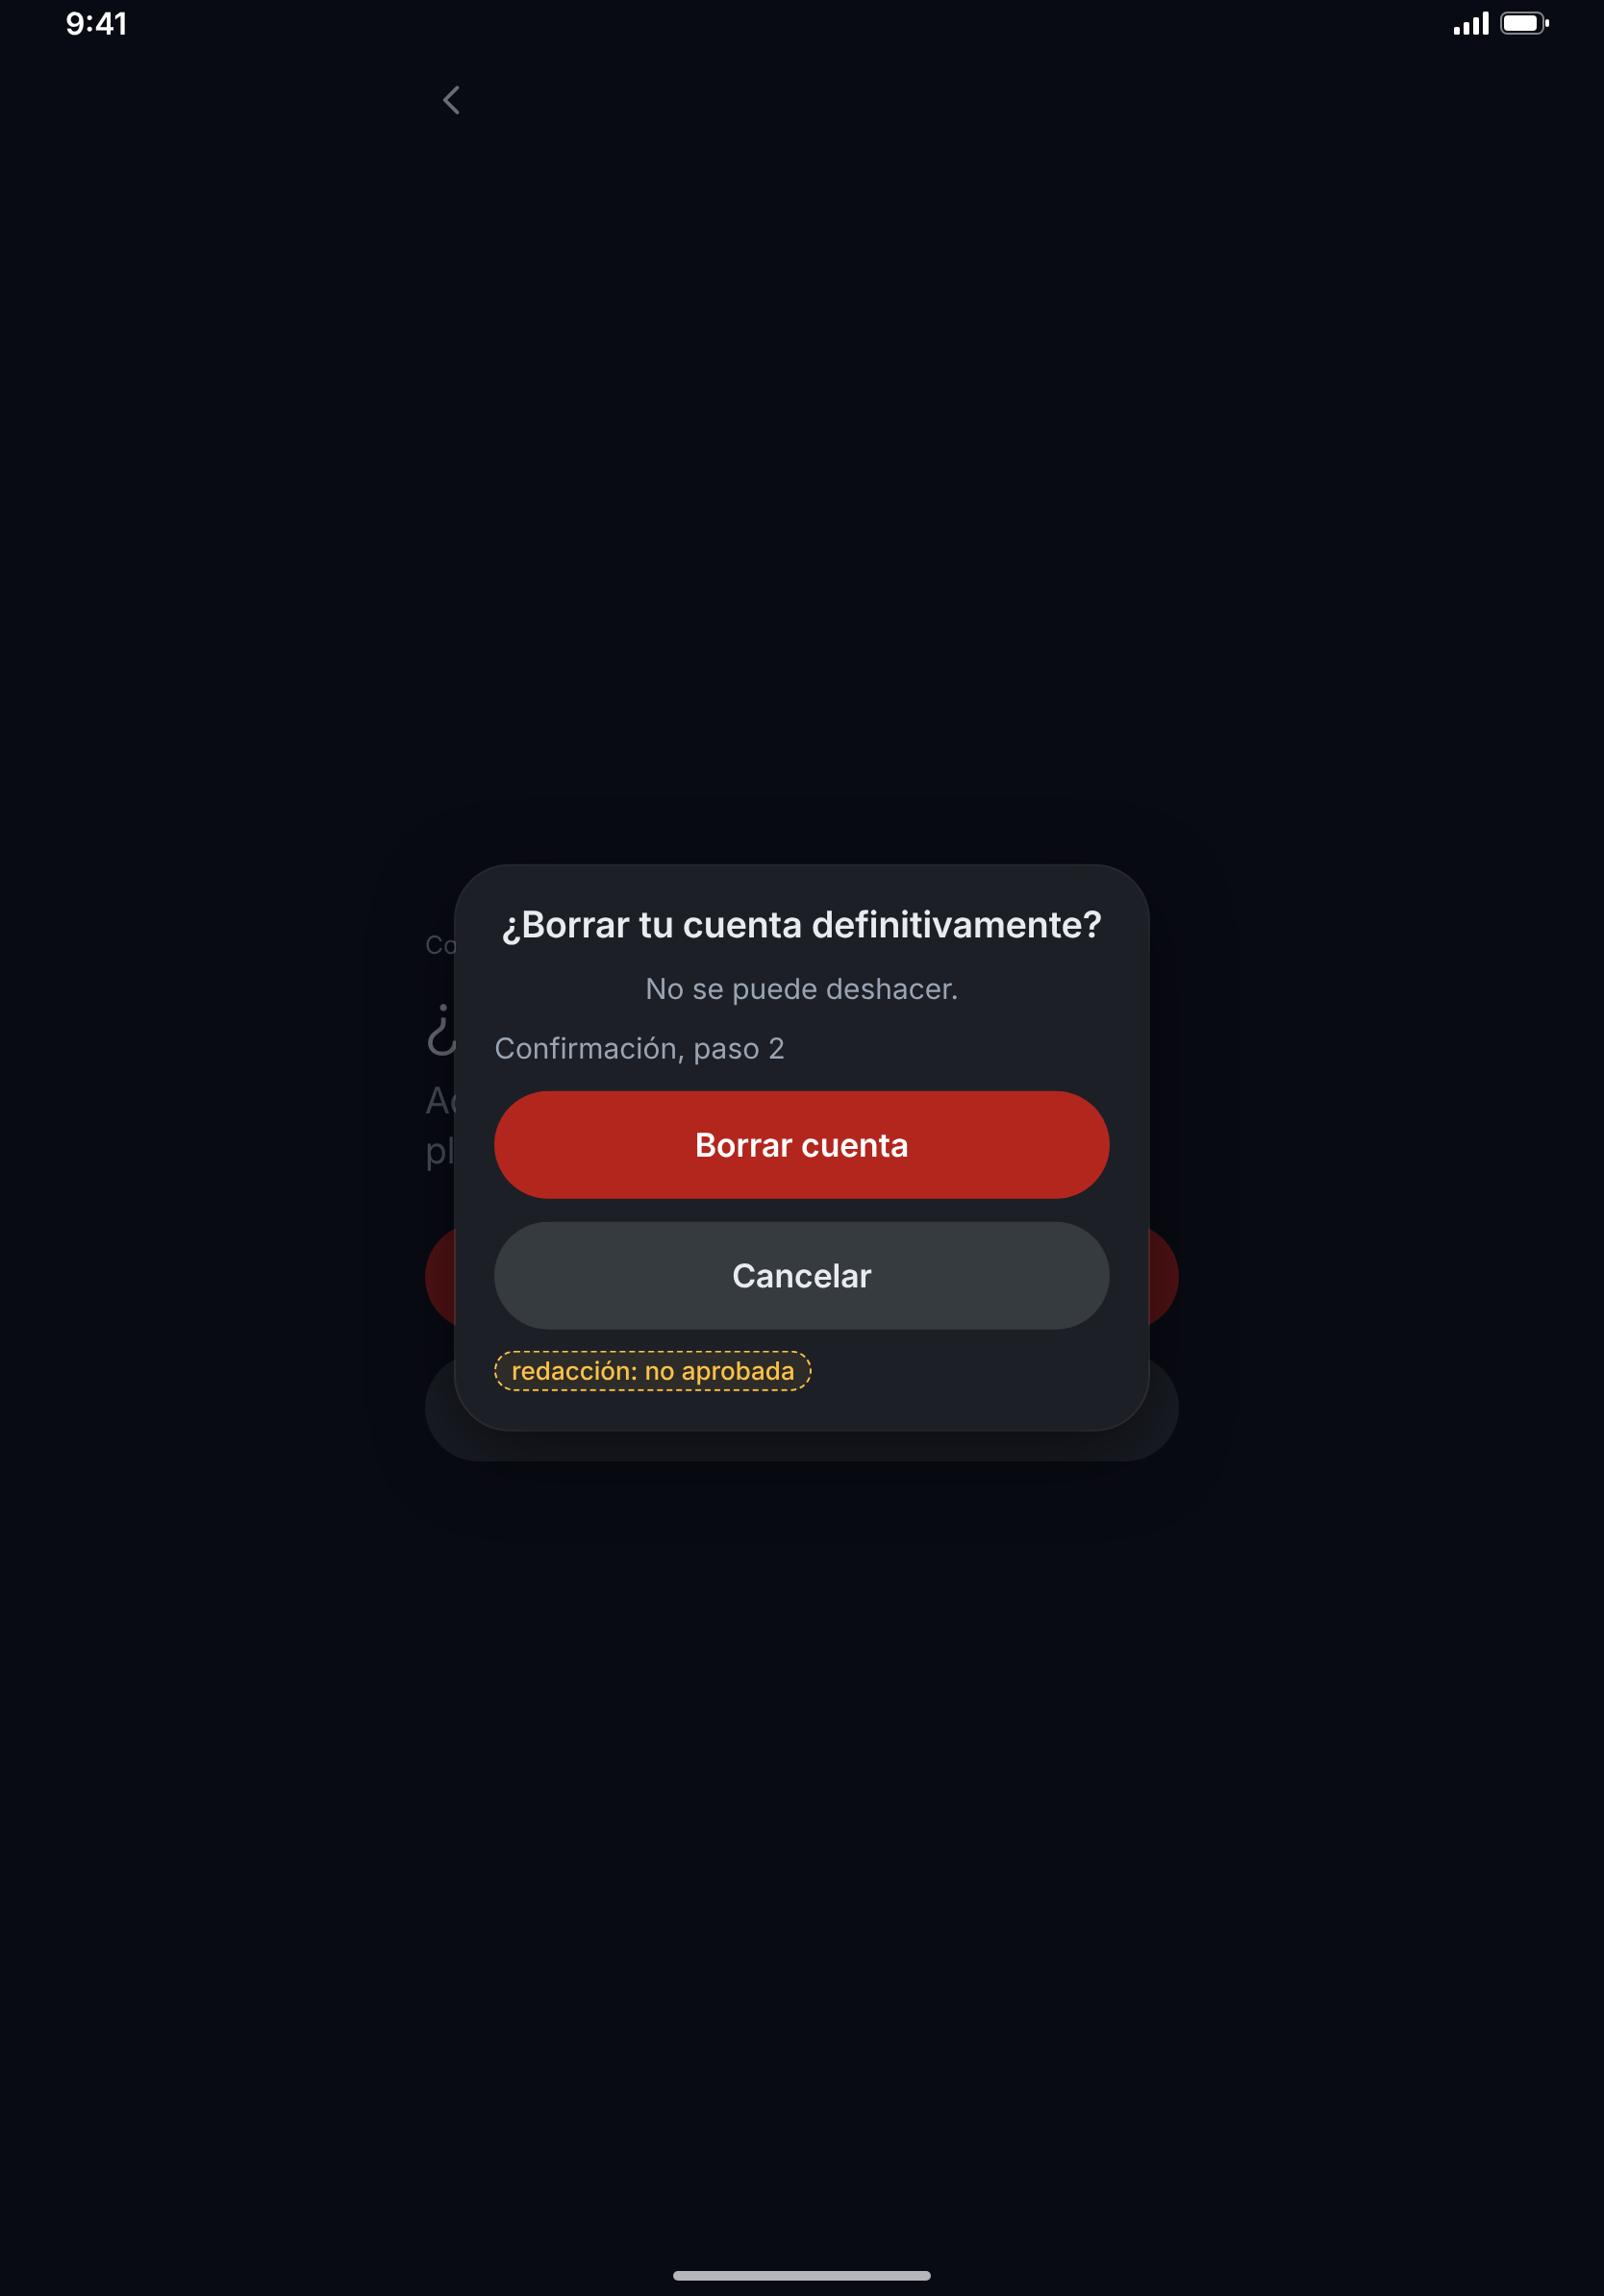 9:41
¿Borrar tu cuenta definitivamente?
No se puede deshacer.
Confirmación, paso 2
Borrar cuenta
Cancelar
redacción: no aprobada